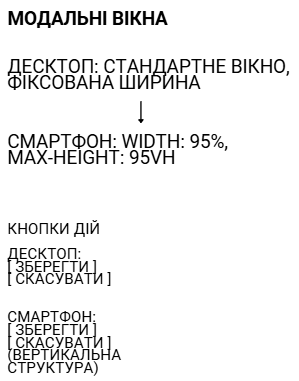 МОДАЛЬНІ ВІКНА
ДЕСКТОП: СТАНДАРТНЕ ВІКНО,
ФІКСОВАНА ШИРИНА
СМАРТФОН: WIDTH: 95%,
MAX-HEIGHT: 95VH
КНОПКИ ДІЙ
ДЕСКТОП:
[ ЗБЕРЕГТИ ]
[ СКАСУВАТИ ]
СМАРТФОН:
[ ЗБЕРЕГТИ ]
[ СКАСУВАТИ ]
(ВЕРТИКАЛЬНА
СТРУКТУРА)